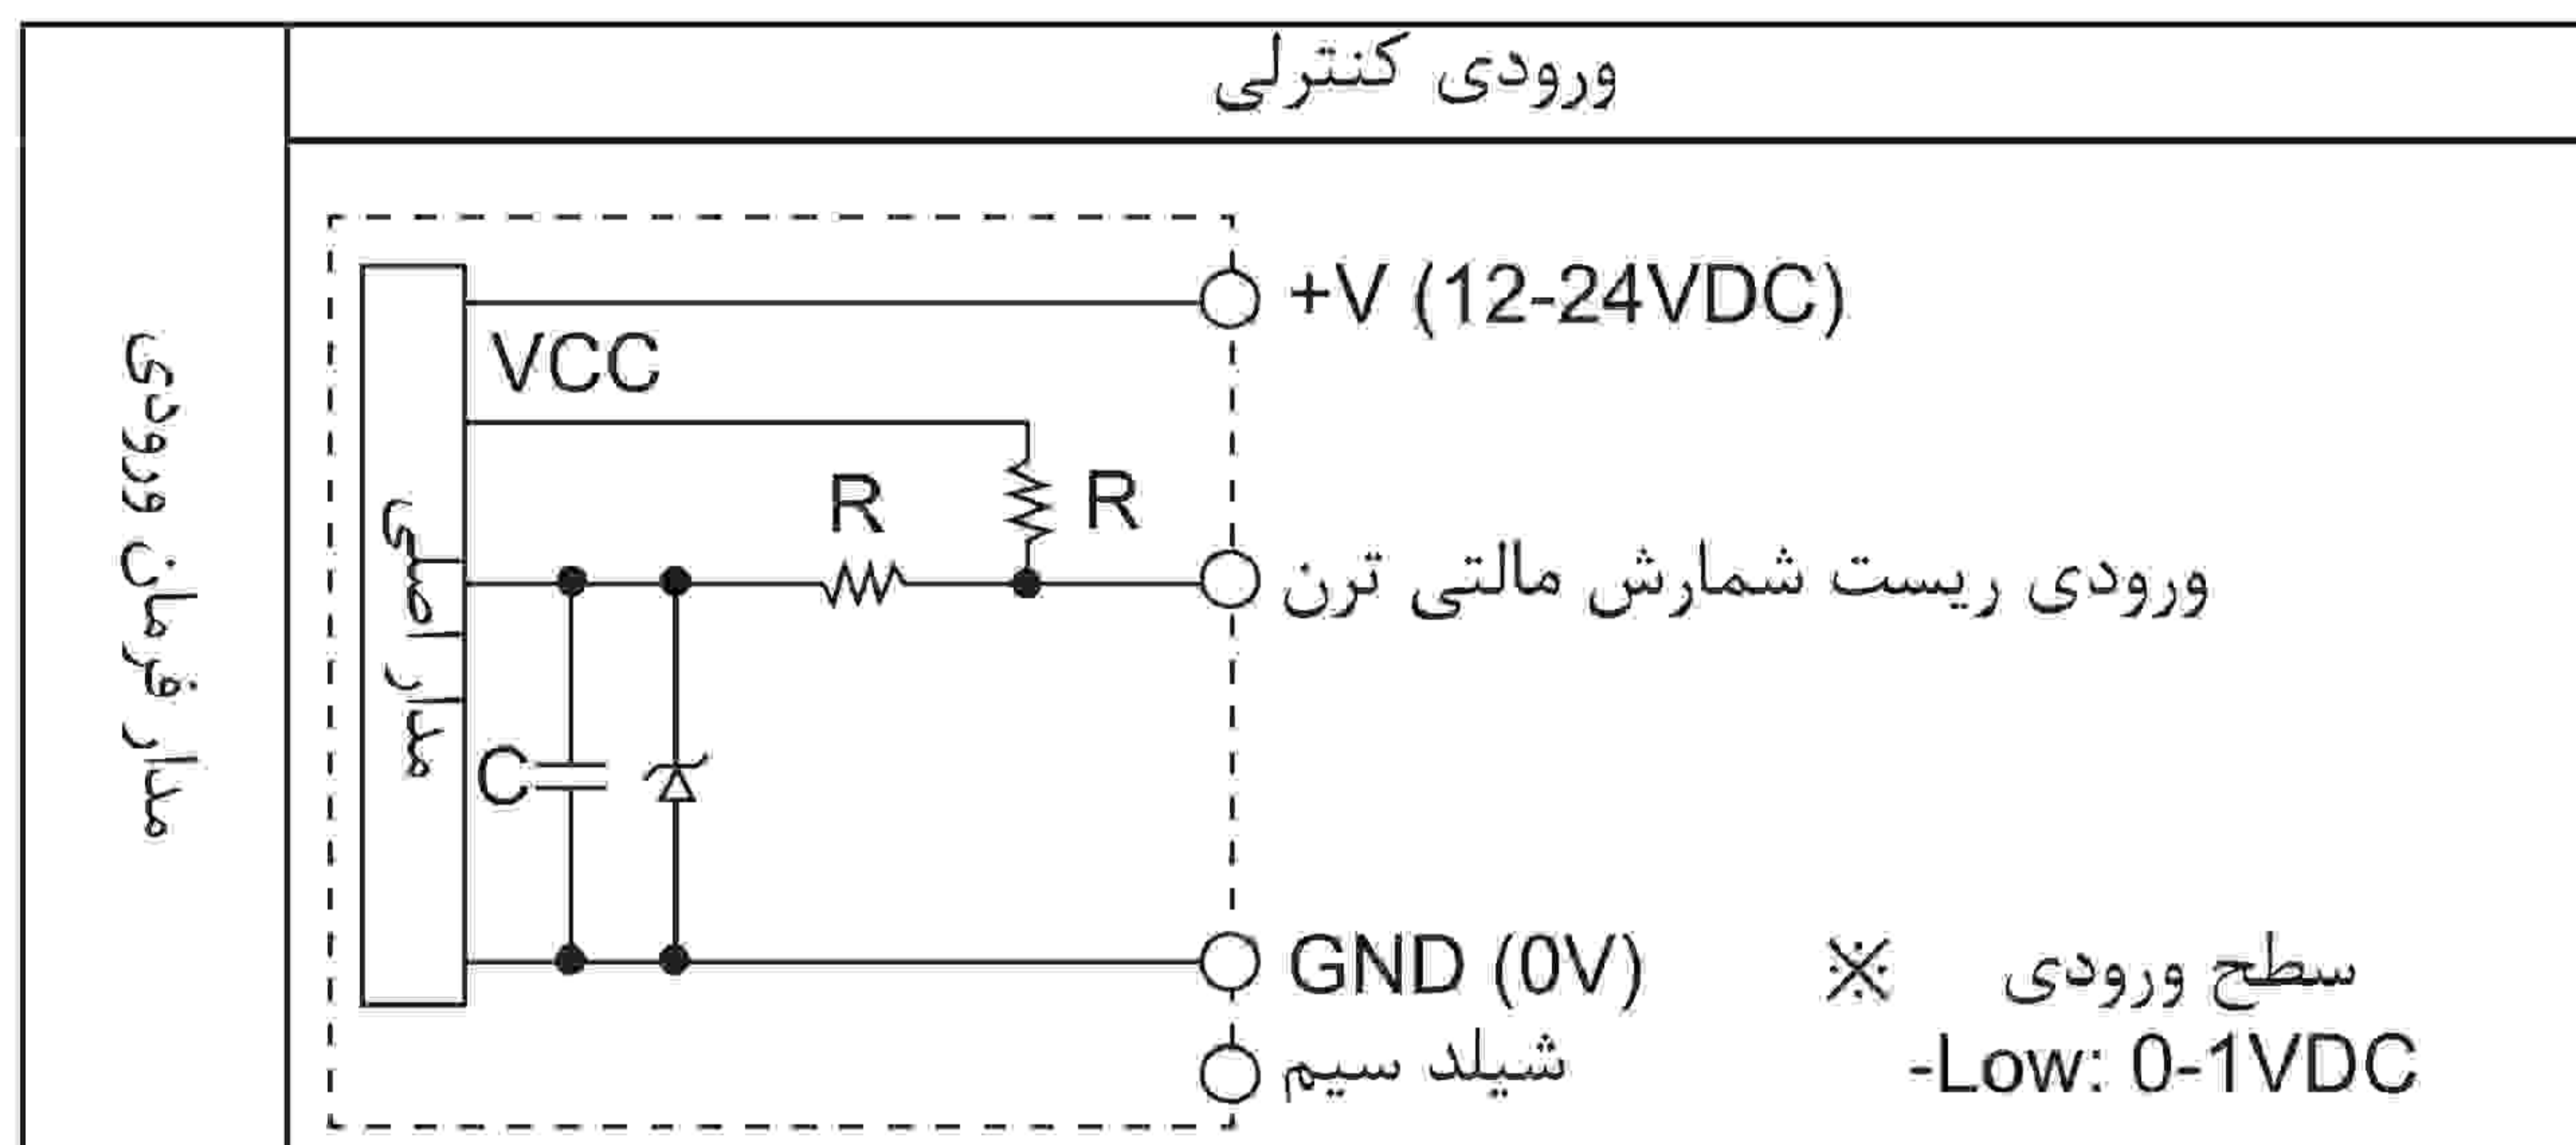 ورودی کنترلی
مدار فرمان ورودی
+V (12-24VDC)
VCC
R
R
مدار اصلی
ورودی ریست شمارش مالتی ترن
C
GND (0V)
※ سطح ورودی
شیلد سیم
-Low: 0-1VDC